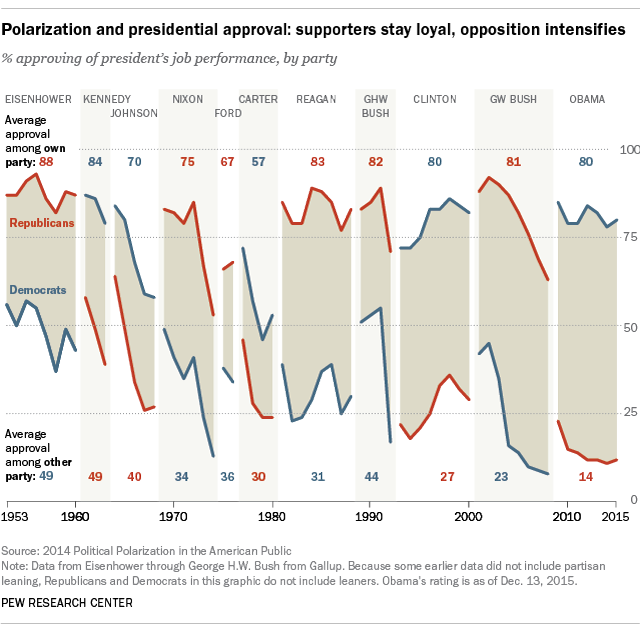 Polarization and presidential approval: supporters stay loyal, opposition intensifies
% approving of president's job performance, by party
EISENHOWER KENNEDY JOHNSON NIXON FORD CARTER REAGAN GHW BUSH CLINTON GW BUSH OBAMA
Average
approval
among own
party: 88 84 70 75 67 57 83 82 80 81 80
100
Republicans
75
Democrats
50
25
Average
approval
among other
party: 49 49 40 34 36 30 31 44 27 23 14
0
1953 1960 1970 1980 1990 2000 2010 2015
Source: 2014 Political Polarization in the American Public
Note: Data from Eisenhower through George H.W. Bush from Gallup. Because some earlier data did not include partisan
leaning, Republicans and Democrats in this graphic do not include leaners. Obama's rating is as of Dec. 13, 2015.
PEW RESEARCH CENTER